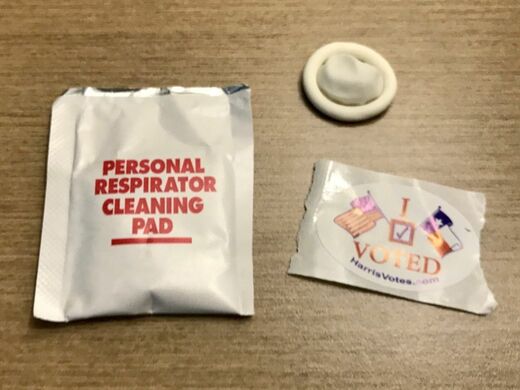 PERSONAL
RESPIRATOR
CLEANING
PAD
I
VOTED
HarrisVotes.com